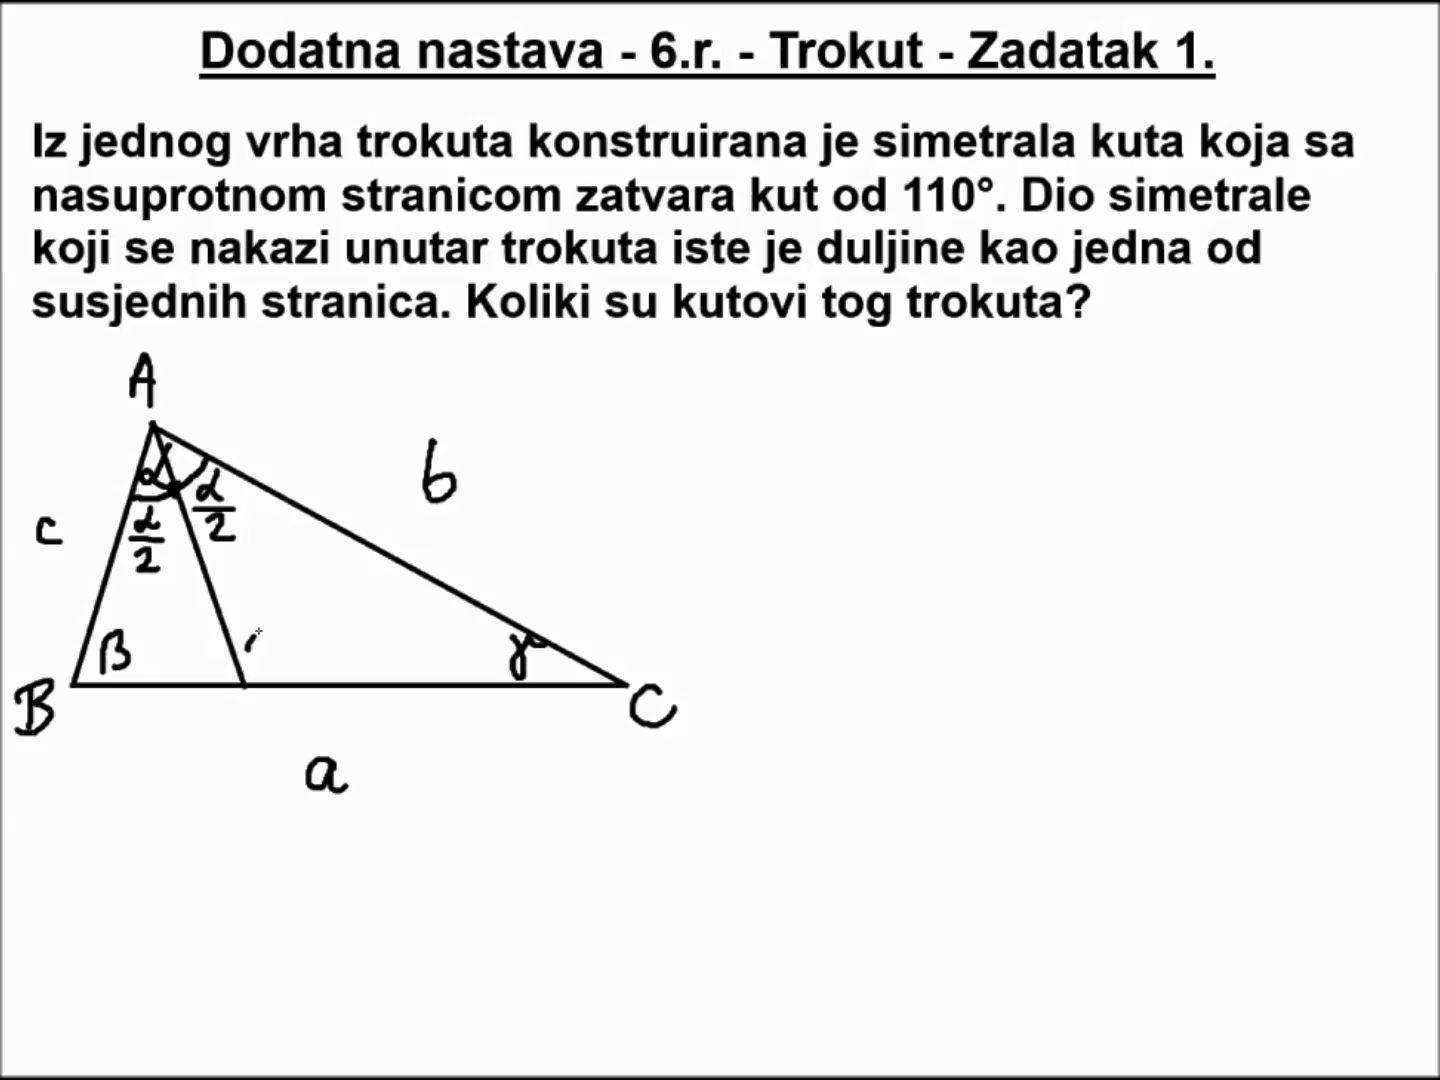 Dodatna nastava - 6.r. - Trokut - Zadatak 1.
Iz jednog vrha trokuta konstruirana je simetrala kuta koja sa
nasuprotnom stranicom zatvara kut od 110°. Dio simetrale
koji se nakazi unutar trokuta iste je duljine kao jedna od
susjednih stranica. Koliki su kutovi tog trokuta?
A
b
α
α/2
c
α/2
β
γ
B
C
a